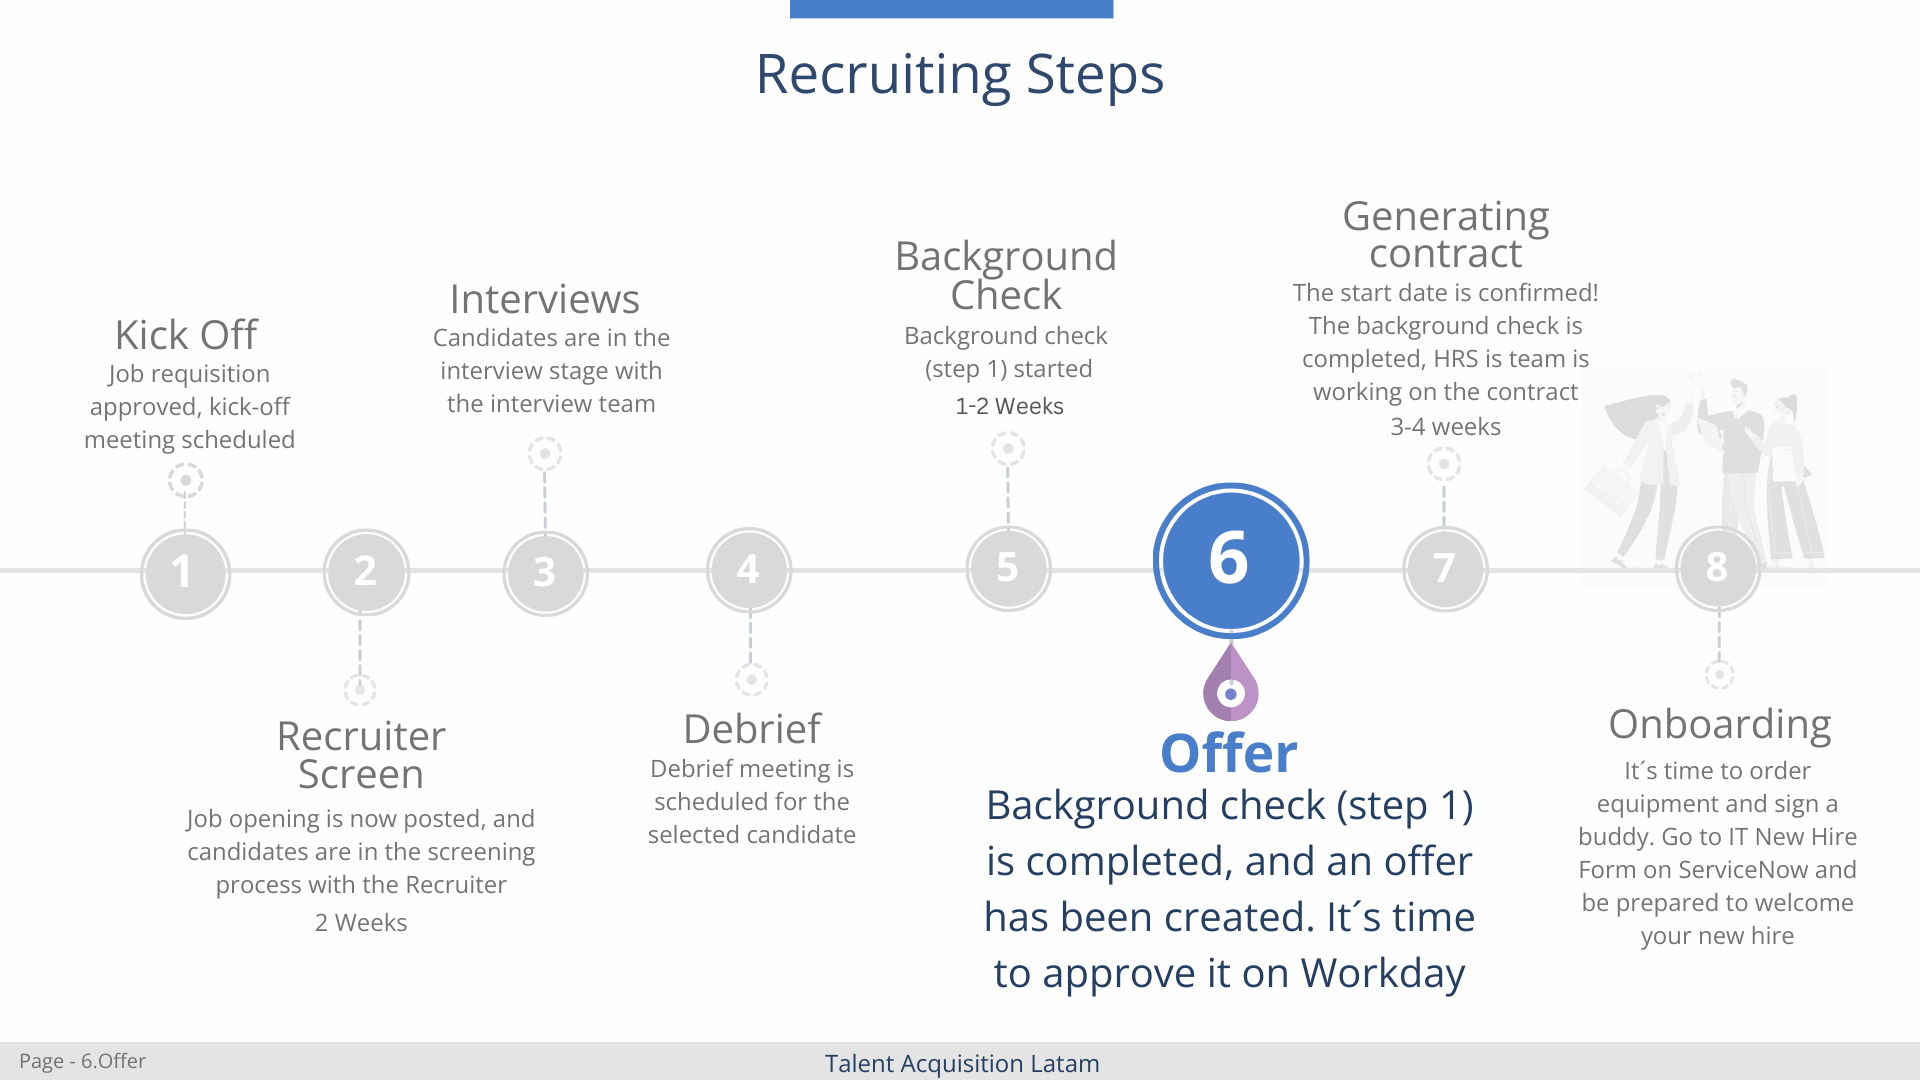 Recruiting Steps
Kick Off
Job requisition
approved, kick-off
meeting scheduled
1
2
Recruiter
Screen
Job opening is now posted, and
candidates are in the screening
process with the Recruiter
2 Weeks
Interviews
Candidates are in the
interview stage with
the interview team
3
4
Debrief
Debrief meeting is
scheduled for the
selected candidate
Background
Check
Background check
(step 1) started
1-2 Weeks
5
6
Offer
Background check (step 1)
is completed, and an offer
has been created. It´s time
to approve it on Workday
Generating
contract
The start date is confirmed!
The background check is
completed, HRS is team is
working on the contract
3-4 weeks
7
8
Onboarding
It´s time to order
equipment and sign a
buddy. Go to IT New Hire
Form on ServiceNow and
be prepared to welcome
your new hire
Page - 6.Offer
Talent Acquisition Latam